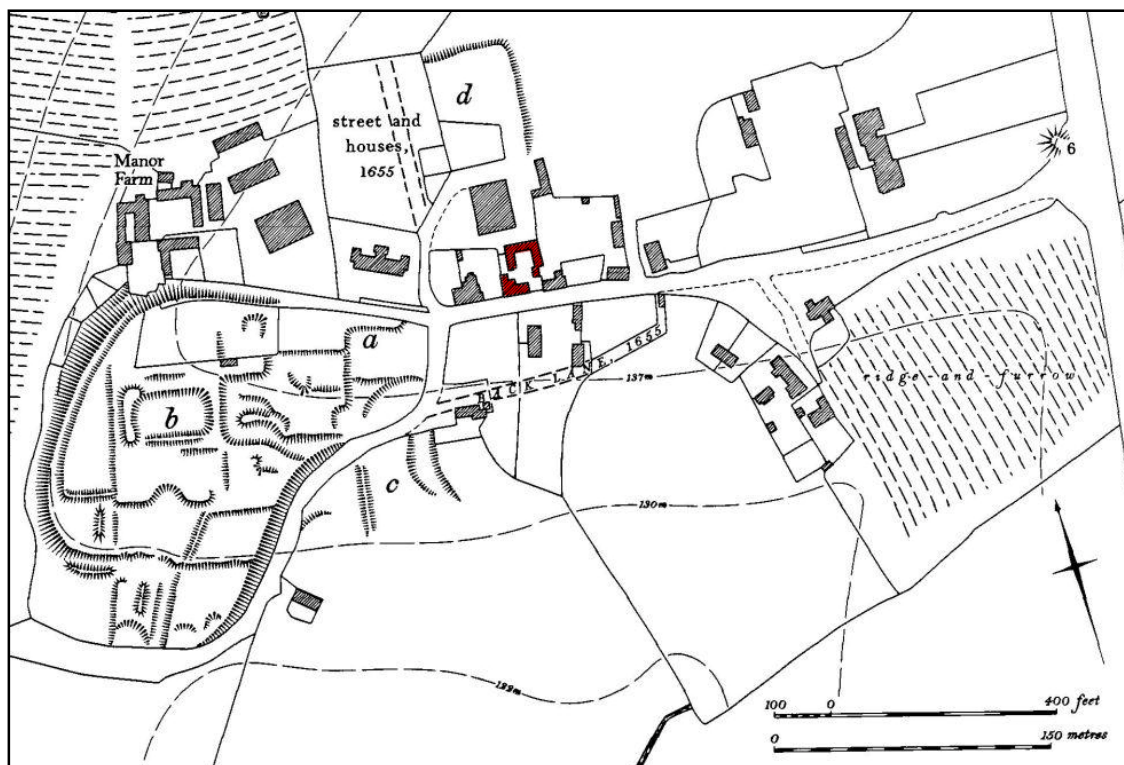 d
street and
houses,
1655
Manor
Farm
6
a
BACK LANE, 1655
137m
ridge-and-furrow
b
c
130m
122m
100 0 400 feet
0 150 metres